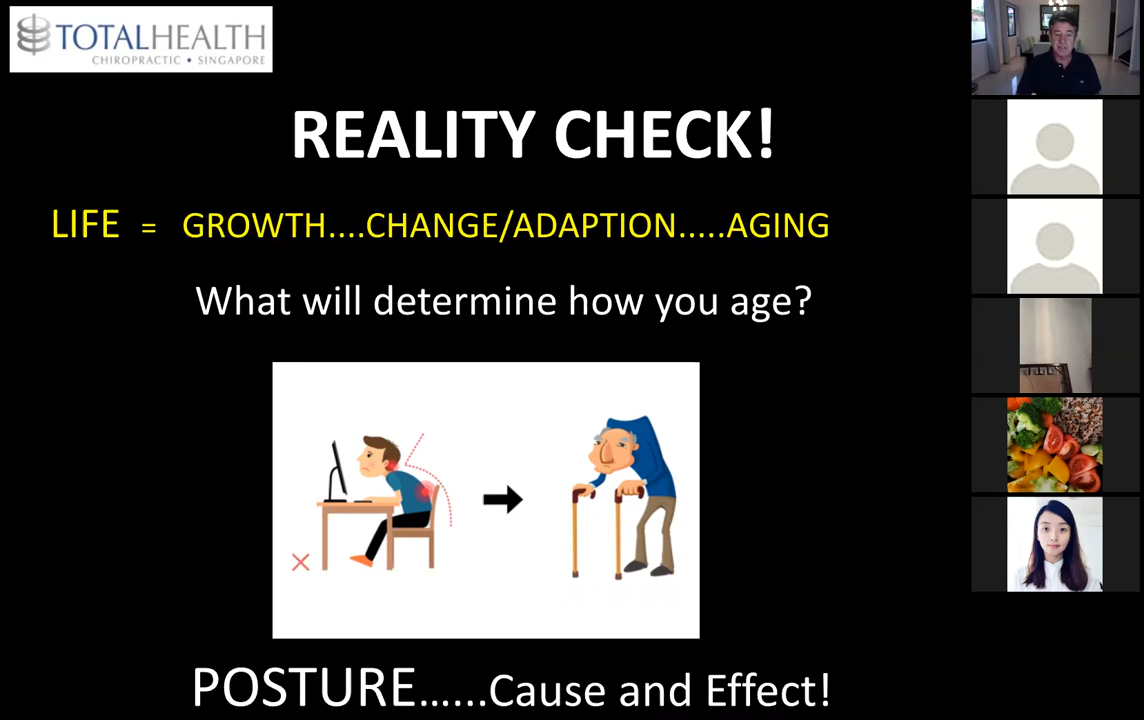 TOTALHEALTH
CHIROPRACTIC • SINGAPORE
REALITY CHECK!
LIFE = GROWTH....CHANGE/ADAPTION.....AGING
What will determine how you age?
POSTURE......Cause and Effect!